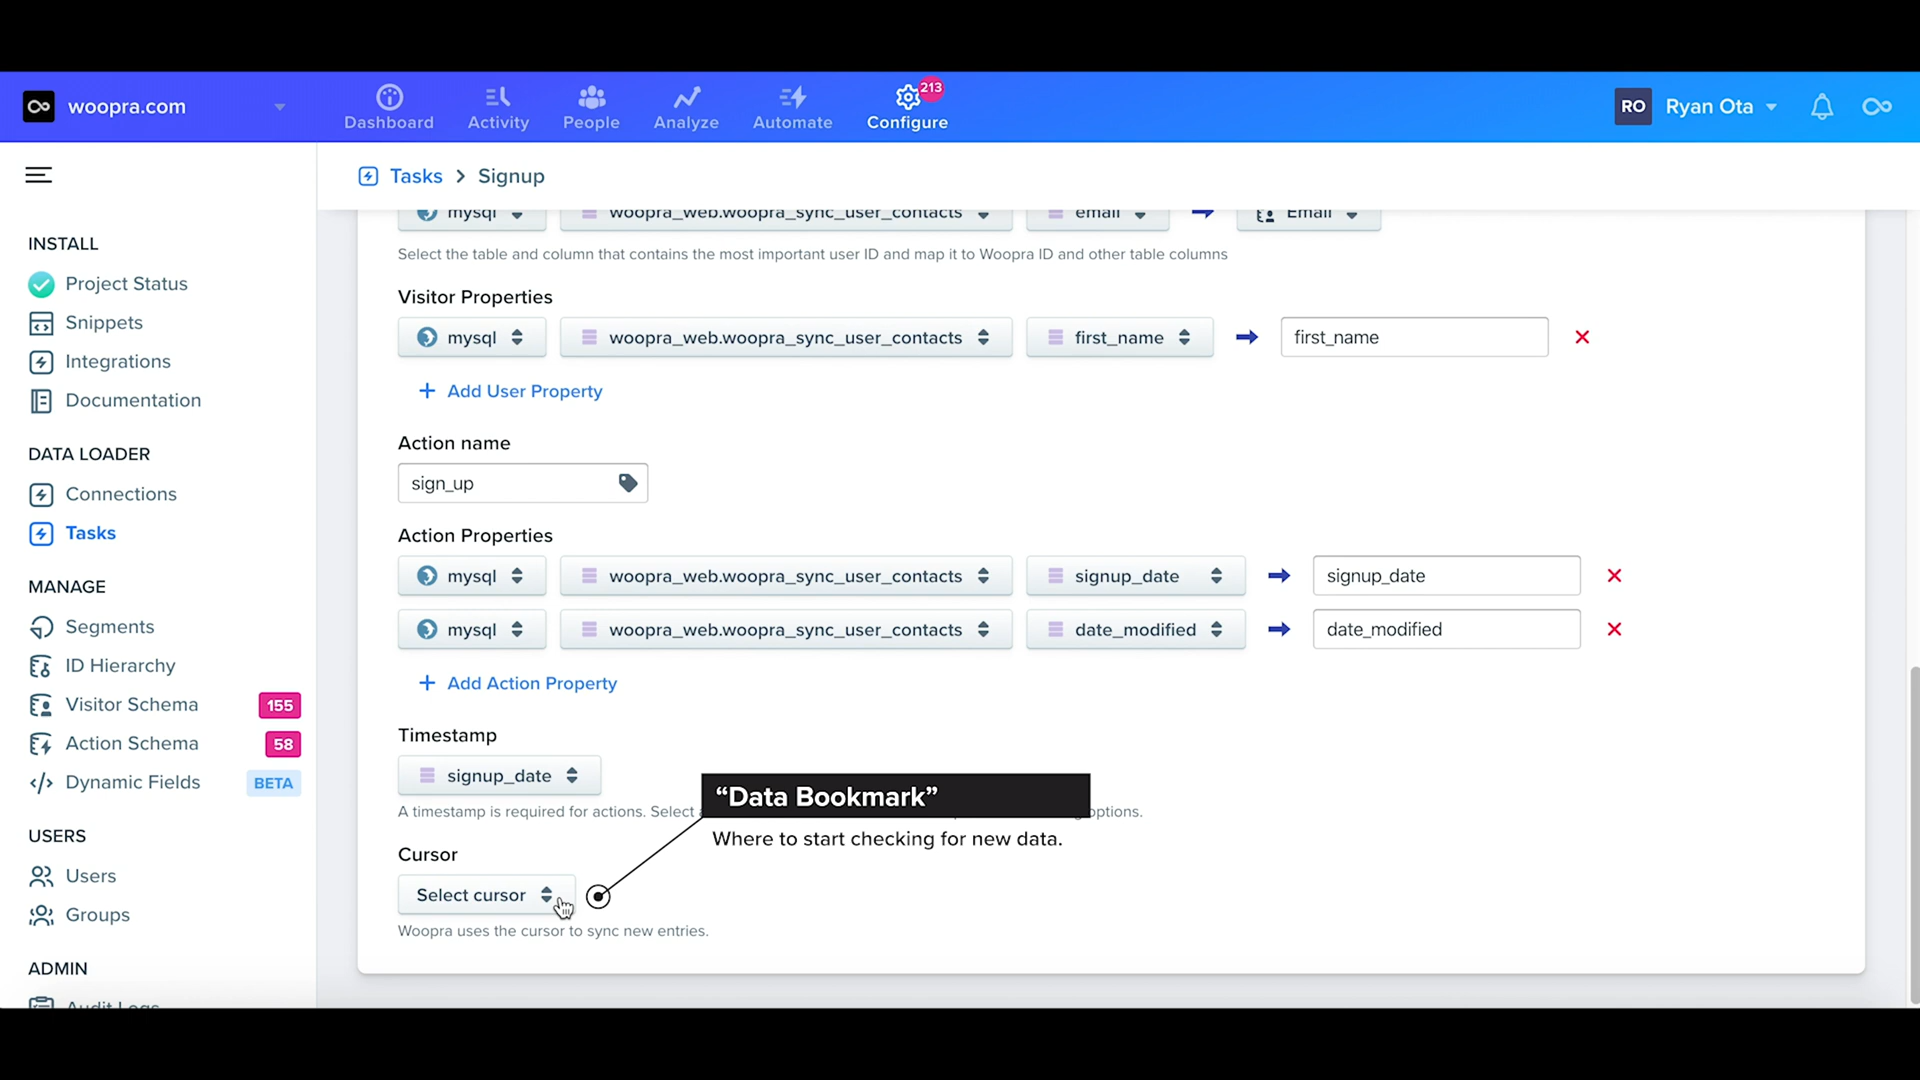 woopra.com
Dashboard
Activity
People
Analyze
Automate
Configure
213
RO
Ryan Ota
Tasks > Signup
INSTALL
Project Status
Snippets
Integrations
Documentation
DATA LOADER
Connections
Tasks
MANAGE
Segments
ID Hierarchy
Visitor Schema 155
Action Schema 58
Dynamic Fields BETA
USERS
Users
Groups
ADMIN
Audit Logs
mysql woopra_web.woopra_sync_user_contacts email Email
Select the table and column that contains the most important user ID and map it to Woopra ID and other table columns
Visitor Properties
mysql woopra_web.woopra_sync_user_contacts first_name first_name
+ Add User Property
Action name
sign_up
Action Properties
mysql woopra_web.woopra_sync_user_contacts signup_date signup_date
mysql woopra_web.woopra_sync_user_contacts date_modified date_modified
+ Add Action Property
Timestamp
signup_date
A timestamp is required for actions. Select options.
“Data Bookmark”
Where to start checking for new data.
Cursor
Select cursor
Woopra uses the cursor to sync new entries.